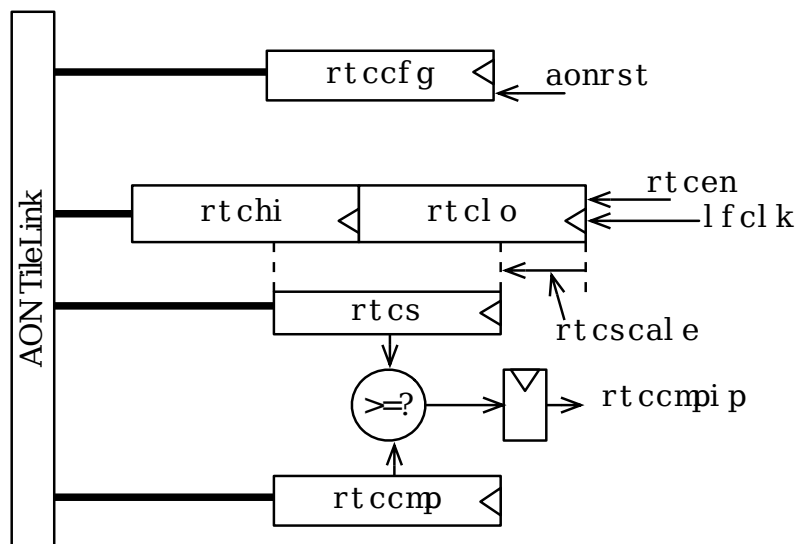 AON TileLink
rtccfg
aonrst
rtchi
rtclo
rtcen
lfclk
rtcs
rtcscale
>=?
rtccmpip
rtccmp